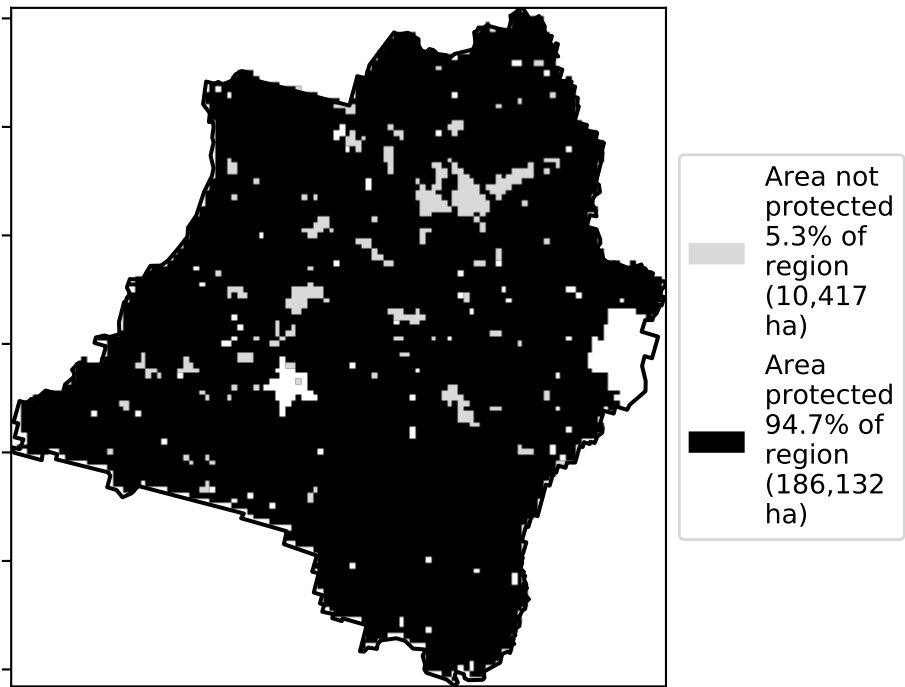 Area not
protected
5.3% of
region
(10,417
ha)
Area
protected
94.7% of
region
(186,132
ha)